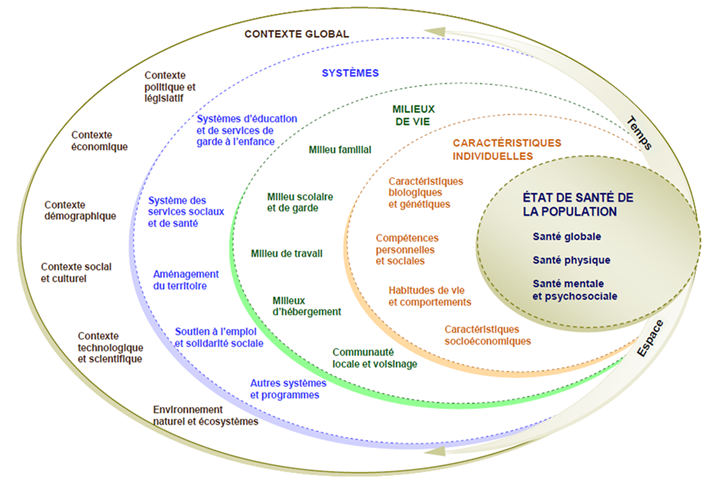 CONTEXTE GLOBAL
Contexte
politique et
législatif
Contexte
économique
Contexte
démographique
Contexte social
et culturel
Contexte
technologique
et scientifique
Environnement
naturel et écosystèmes
SYSTÈMES
Systèmes d'éducation
et de services de
garde à l'enfance
Système des
services sociaux
et de santé
Aménagement
du territoire
Soutien à l'emploi
et solidarité sociale
Autres systèmes
et programmes
MILIEUX
DE VIE
Milieu familial
Milieu scolaire
et de garde
Milieu de travail
Milieux
d'hébergement
Communauté
locale et voisinage
CARACTÉRISTIQUES
INDIVIDUELLES
Caractéristiques
biologiques
et génétiques
Compétences
personnelles
et sociales
Habitudes de vie
et comportements
Caractéristiques
socioéconomiques
ÉTAT DE SANTÉ DE
LA POPULATION
Santé globale
Santé physique
Santé mentale
et psychosociale
Temps
Espace